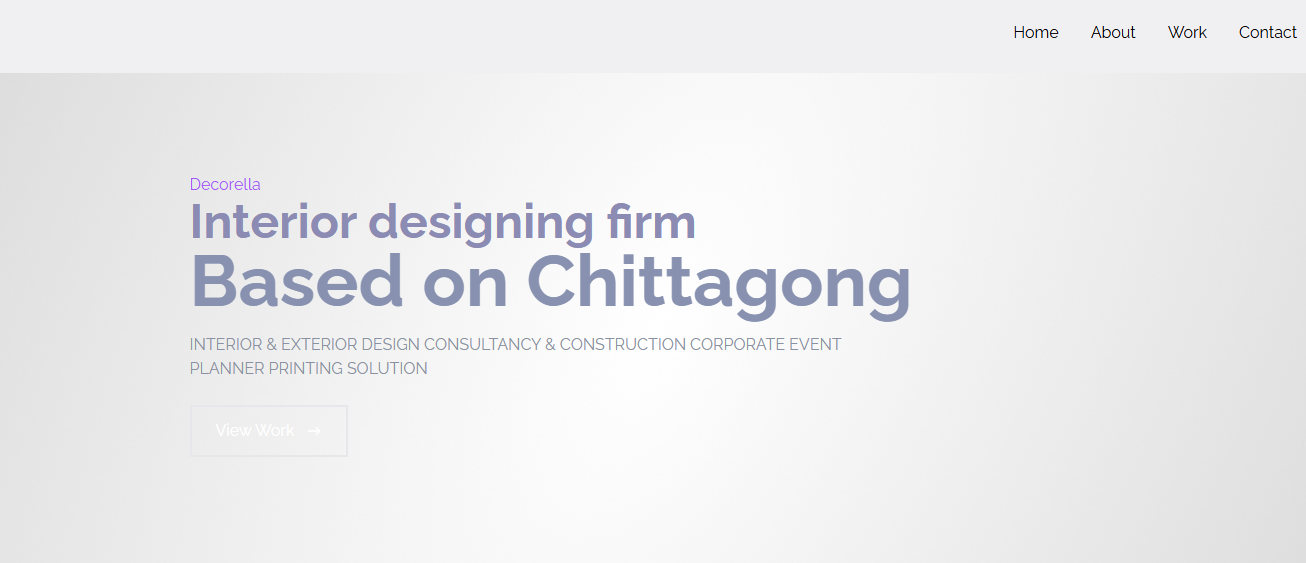 Home About Work Contact
Decorella
Interior designing firm
Based on Chittagong
INTERIOR & EXTERIOR DESIGN CONSULTANCY & CONSTRUCTION CORPORATE EVENT
PLANNER PRINTING SOLUTION
View Work →